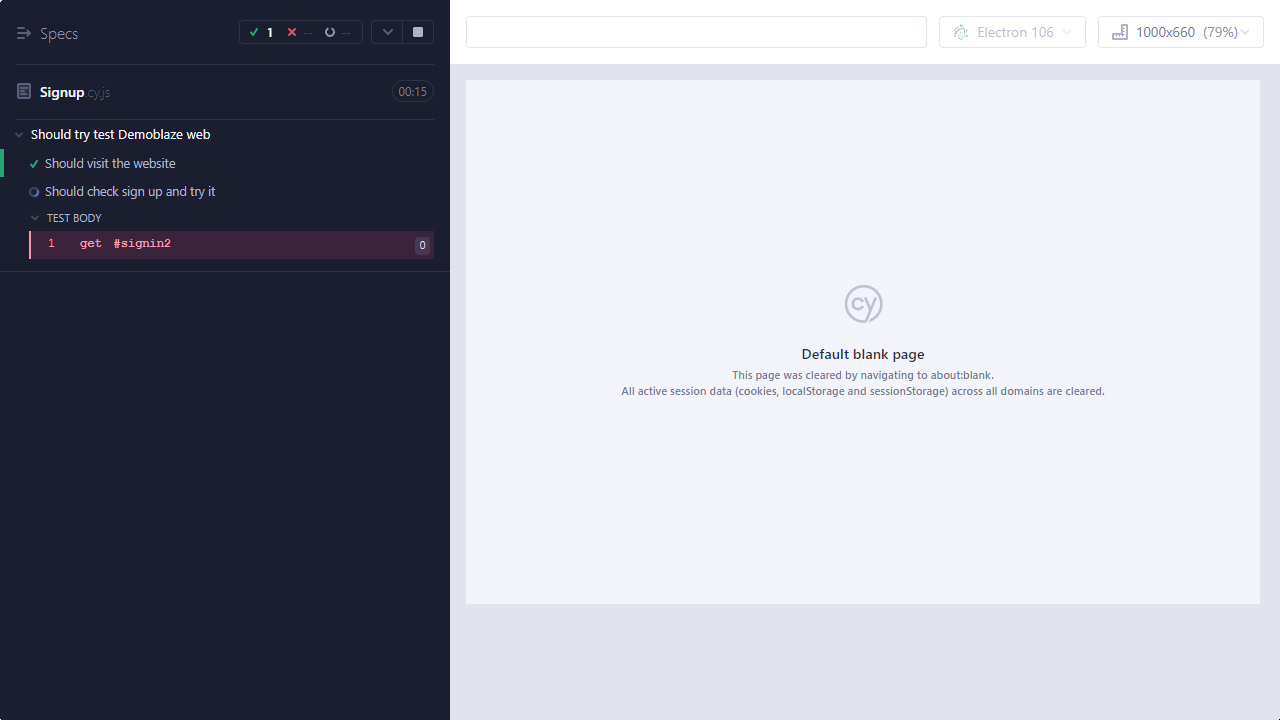 Specs
1 -- --
Signup.cy.js
00:15
Should try test Demoblaze web
Should visit the website
Should check sign up and try it
TEST BODY
1 get #signin2 0
Electron 106
1000x660 (79%)
cy
Default blank page
This page was cleared by navigating to about:blank.
All active session data (cookies, localStorage and sessionStorage) across all domains are cleared.